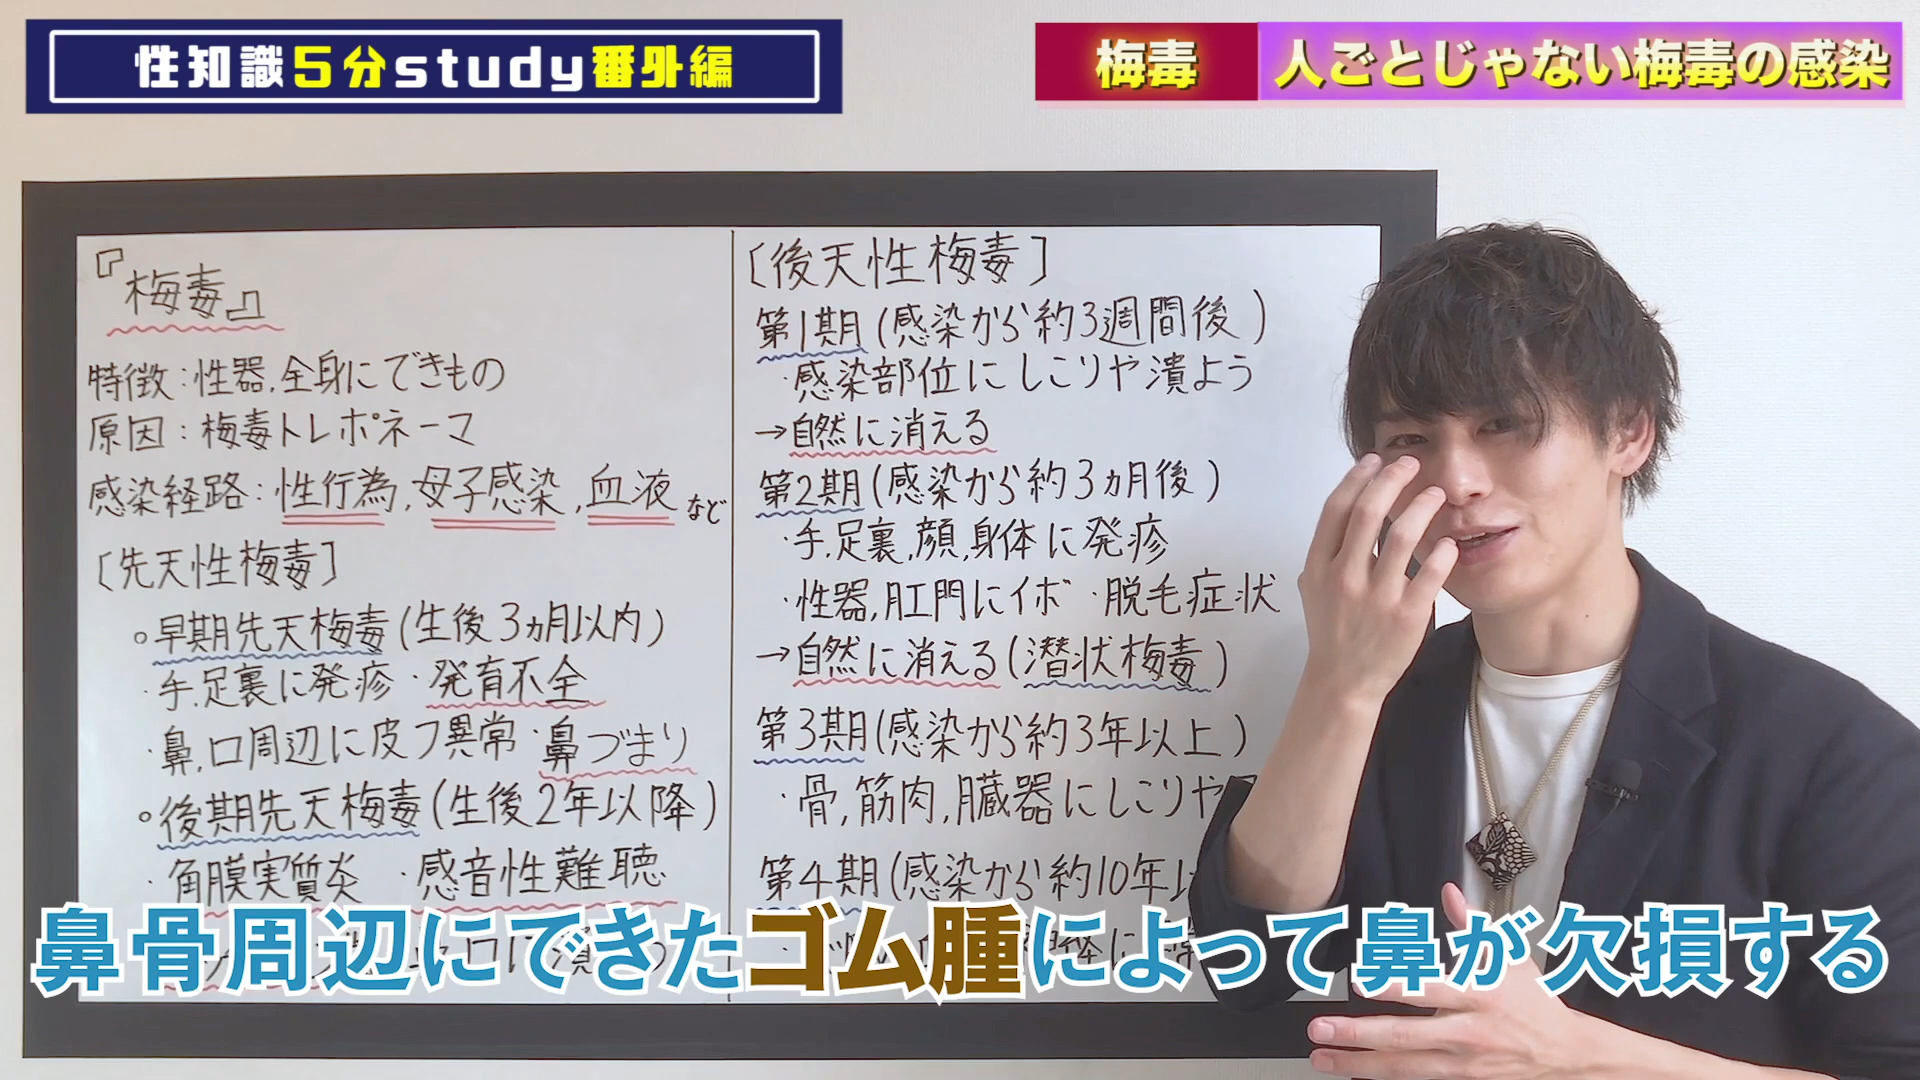 性知識5分study番外編
梅毒 人ごとじゃない梅毒の感染
『梅毒』
特徴:性器,全身にできもの
原因:梅毒トレポネーマ
感染経路:性行為,母子感染,血液など
[先天性梅毒]
○早期先天梅毒(生後3ヵ月以内)
・手,足裏に発疹・発育不全
・鼻,口周辺に皮フ異常・鼻づまり
○後期先天梅毒(生後2年以降)
・角膜実質炎・感音性難聴
[後天性梅毒]
第1期(感染から約3週間後)
・感染部位にしこりや潰よう
→自然に消える
第2期(感染から約3ヵ月後)
・手,足裏,顔,身体に発疹
・性器,肛門にイボ・脱毛症状
→自然に消える(潜状梅毒)
第3期(感染から約3年以上)
・骨,筋肉,臓器にしこりや
第4期(感染から約10年以
鼻骨周辺にできたゴム腫によって鼻が欠損する